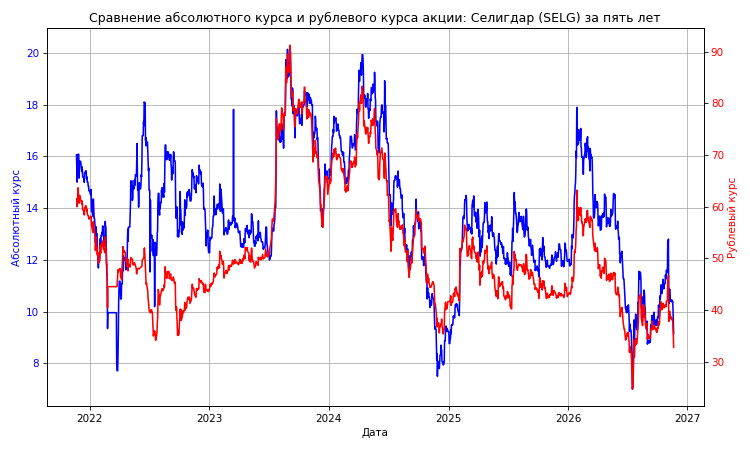 Сравнение абсолютного курса и рублевого курса акции: Селигдар (SELG) за пять лет
20
18
16
14
12
10
8
Абсолютный курс
90
80
70
60
50
40
30
Рублевый курс
2022 2023 2024 2025 2026 2027
Дата